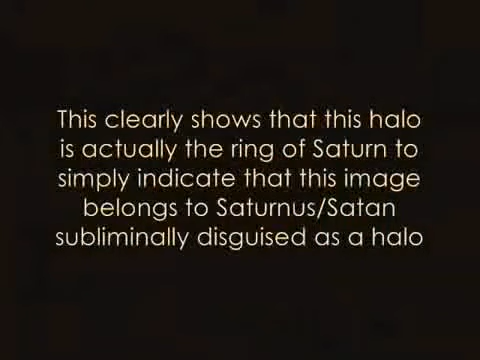 This clearly shows that this halo
is actually the ring of Saturn to
simply indicate that this image
belongs to Saturnus/Satan
subliminally disguised as a halo